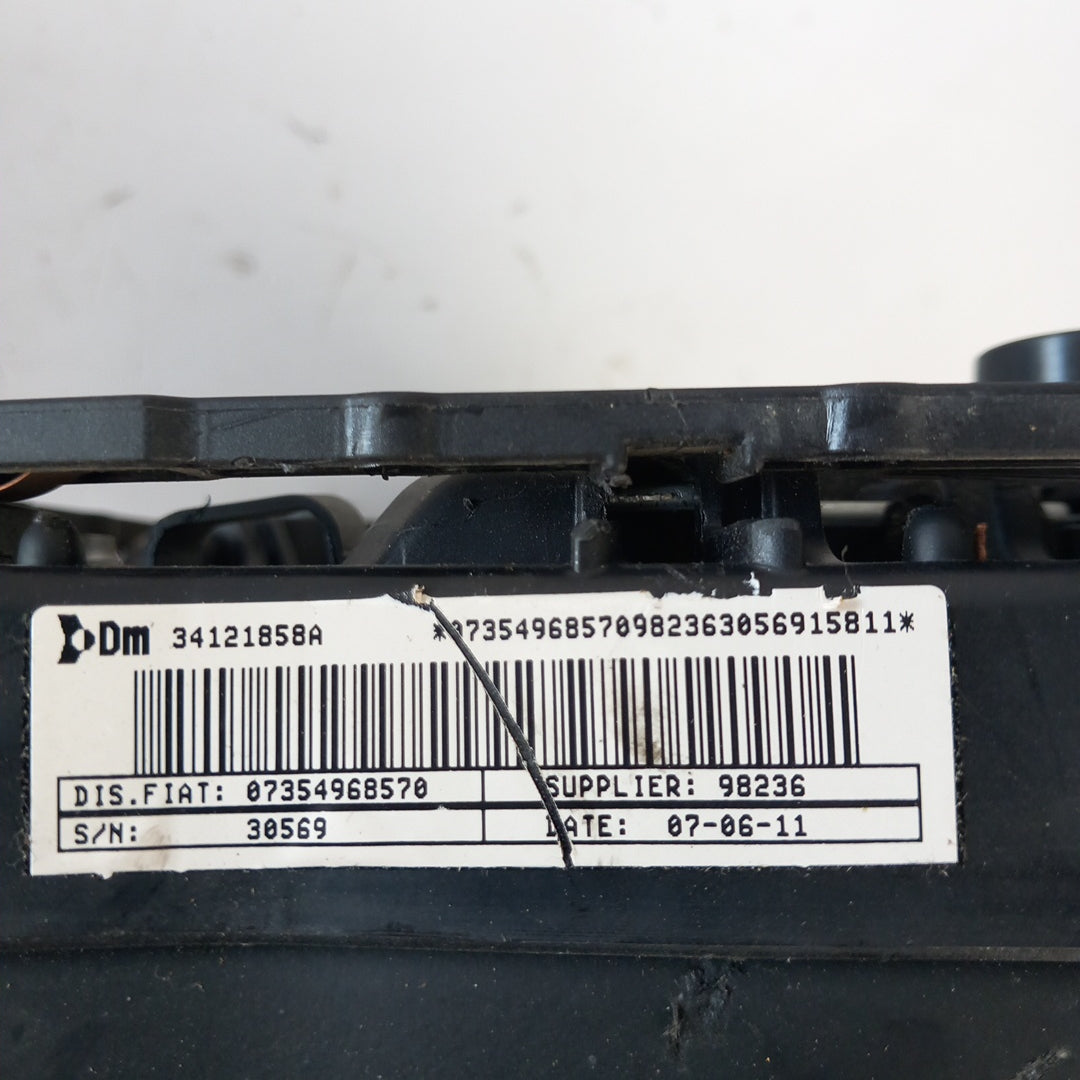 Dm 34121858A *07354968570982363056915811*
DIS.FIAT: 07354968570 SUPPLIER: 98236
S/N: 30569 DATE: 07-06-11